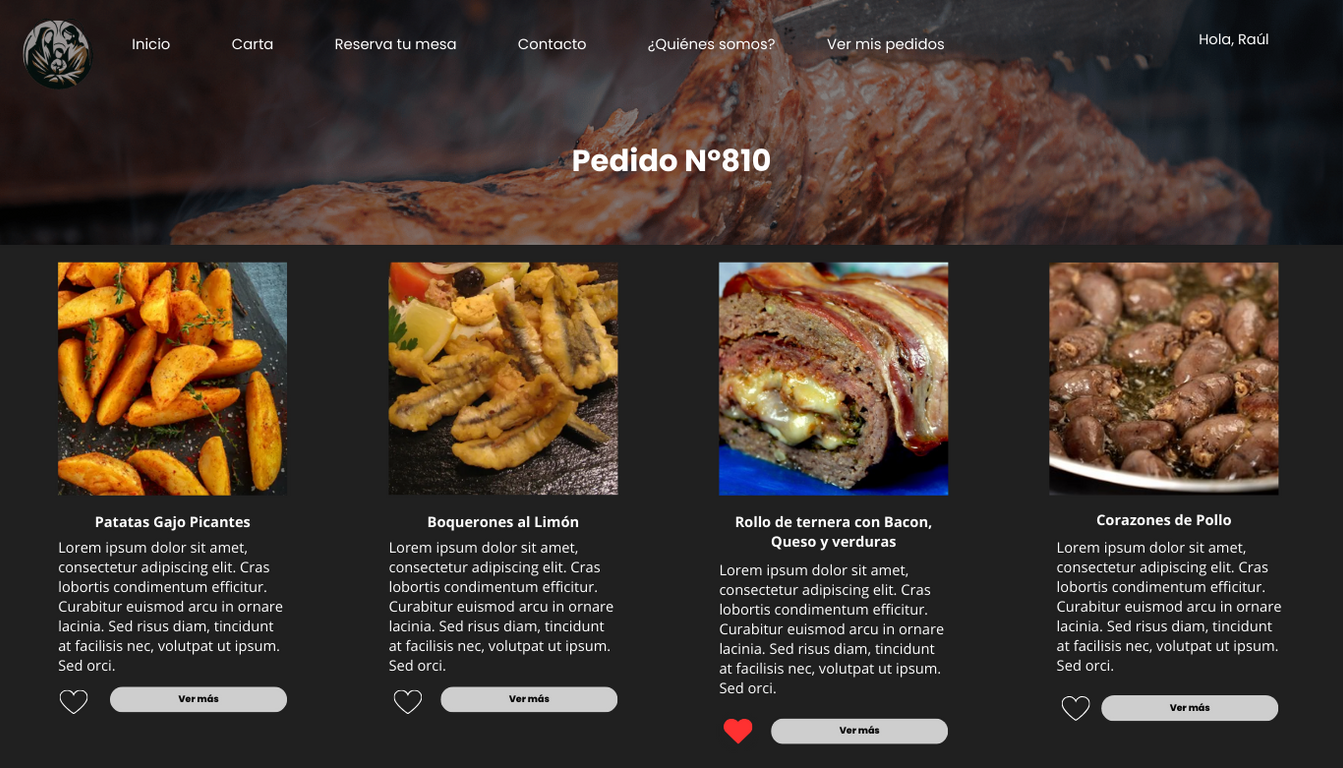 Inicio
Carta
Reserva tu mesa
Contacto
¿Quiénes somos?
Ver mis pedidos
Hola, Raúl
Pedido Nº810
Patatas Gajo Picantes
Lorem ipsum dolor sit amet,
consectetur adipiscing elit. Cras
lobortis condimentum efficitur.
Curabitur euismod arcu in ornare
lacinia. Sed risus diam, tincidunt
at facilisis nec, volutpat ut ipsum.
Sed orci.
Ver más
Boquerones al Limón
Lorem ipsum dolor sit amet,
consectetur adipiscing elit. Cras
lobortis condimentum efficitur.
Curabitur euismod arcu in ornare
lacinia. Sed risus diam, tincidunt
at facilisis nec, volutpat ut ipsum.
Sed orci.
Ver más
Rollo de ternera con Bacon,
Queso y verduras
Lorem ipsum dolor sit amet,
consectetur adipiscing elit. Cras
lobortis condimentum efficitur.
Curabitur euismod arcu in ornare
lacinia. Sed risus diam, tincidunt
at facilisis nec, volutpat ut ipsum.
Sed orci.
Ver más
Corazones de Pollo
Lorem ipsum dolor sit amet,
consectetur adipiscing elit. Cras
lobortis condimentum efficitur.
Curabitur euismod arcu in ornare
lacinia. Sed risus diam, tincidunt
at facilisis nec, volutpat ut ipsum.
Sed orci.
Ver más